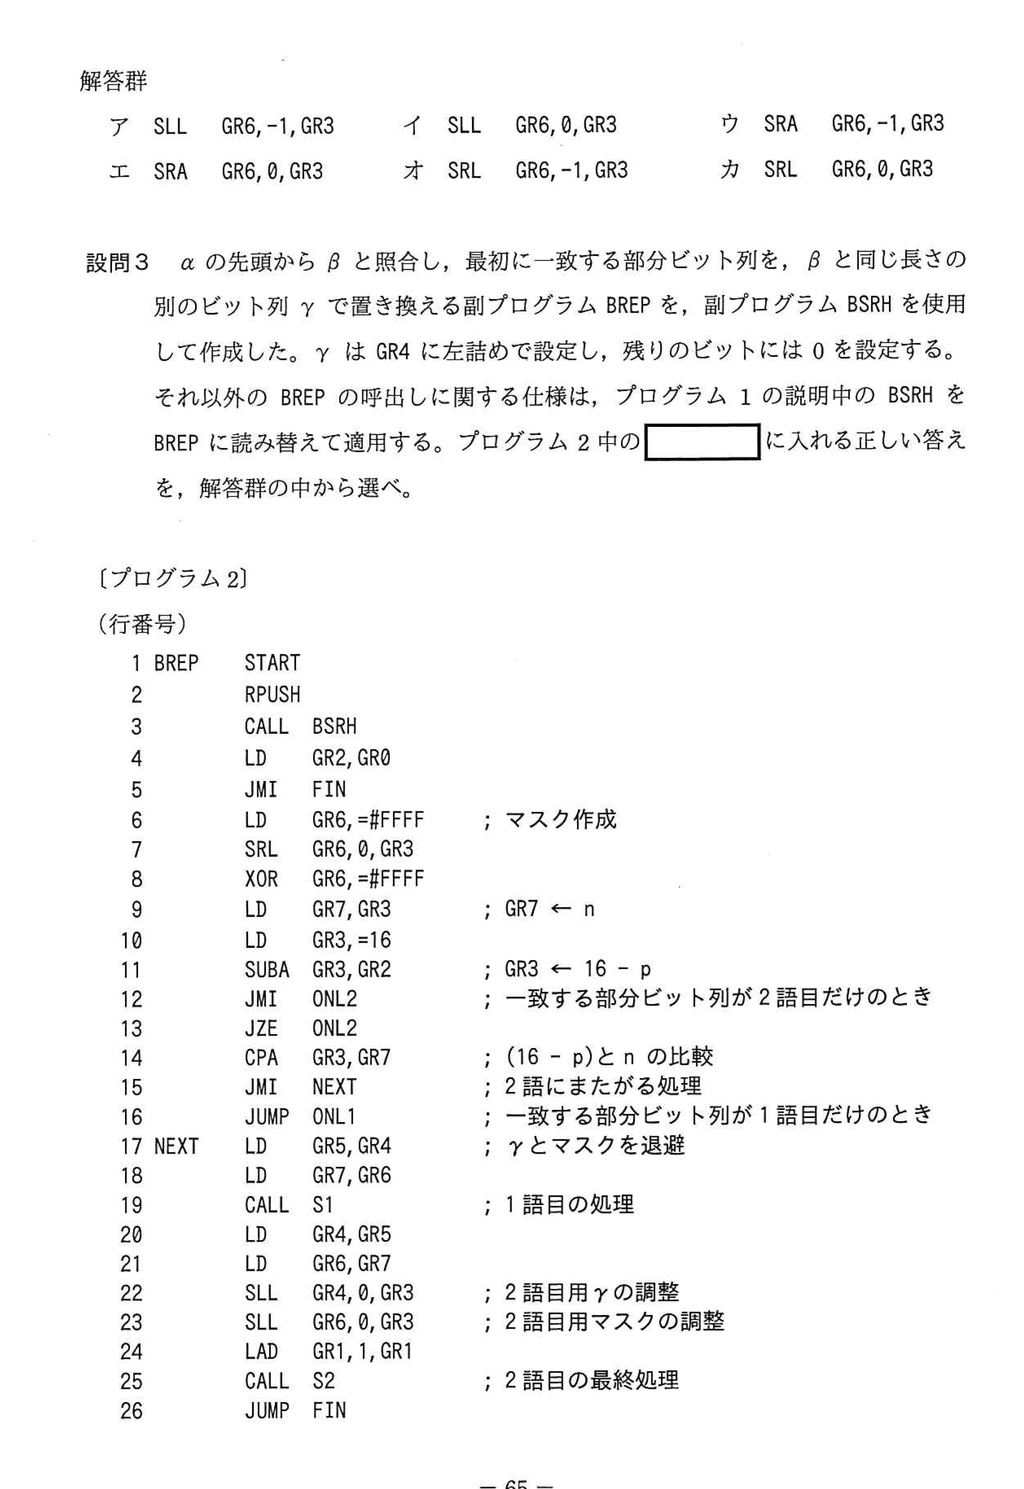 解答群
ア SLL GR6,-1,GR3 イ SLL GR6,0,GR3 ウ SRA GR6,-1,GR3
エ SRA GR6,0,GR3 オ SRL GR6,-1,GR3 カ SRL GR6,0,GR3
設問3 α の先頭から β と照合し，最初に一致する部分ビット列を，β と同じ長さの
別のビット列 γ で置き換える副プログラム BREP を，副プログラム BSRH を使用
して作成した。γ は GR4 に左詰めで設定し，残りのビットには 0 を設定する。
それ以外の BREP の呼出しに関する仕様は，プログラム 1 の説明中の BSRH を
BREP に読み替えて適用する。プログラム 2 中の に入れる正しい答え
を，解答群の中から選べ。
〔プログラム 2〕
（行番号）
1 BREP START
2 RPUSH
3 CALL BSRH
4 LD GR2,GR0
5 JMI FIN
6 LD GR6,=#FFFF ; マスク作成
7 SRL GR6,0,GR3
8 XOR GR6,=#FFFF
9 LD GR7,GR3 ; GR7 ← n
10 LD GR3,=16
11 SUBA GR3,GR2 ; GR3 ← 16 - p
12 JMI ONL2 ; 一致する部分ビット列が2語目だけのとき
13 JZE ONL2
14 CPA GR3,GR7 ; (16 - p)と n の比較
15 JMI NEXT ; 2語にまたがる処理
16 JUMP ONL1 ; 一致する部分ビット列が1語目だけのとき
17 NEXT LD GR5,GR4 ; γとマスクを退避
18 LD GR7,GR6
19 CALL S1 ; 1語目の処理
20 LD GR4,GR5
21 LD GR6,GR7
22 SLL GR4,0,GR3 ; 2語目用γの調整
23 SLL GR6,0,GR3 ; 2語目用マスクの調整
24 LAD GR1,1,GR1
25 CALL S2 ; 2語目の最終処理
26 JUMP FIN
— 65 —